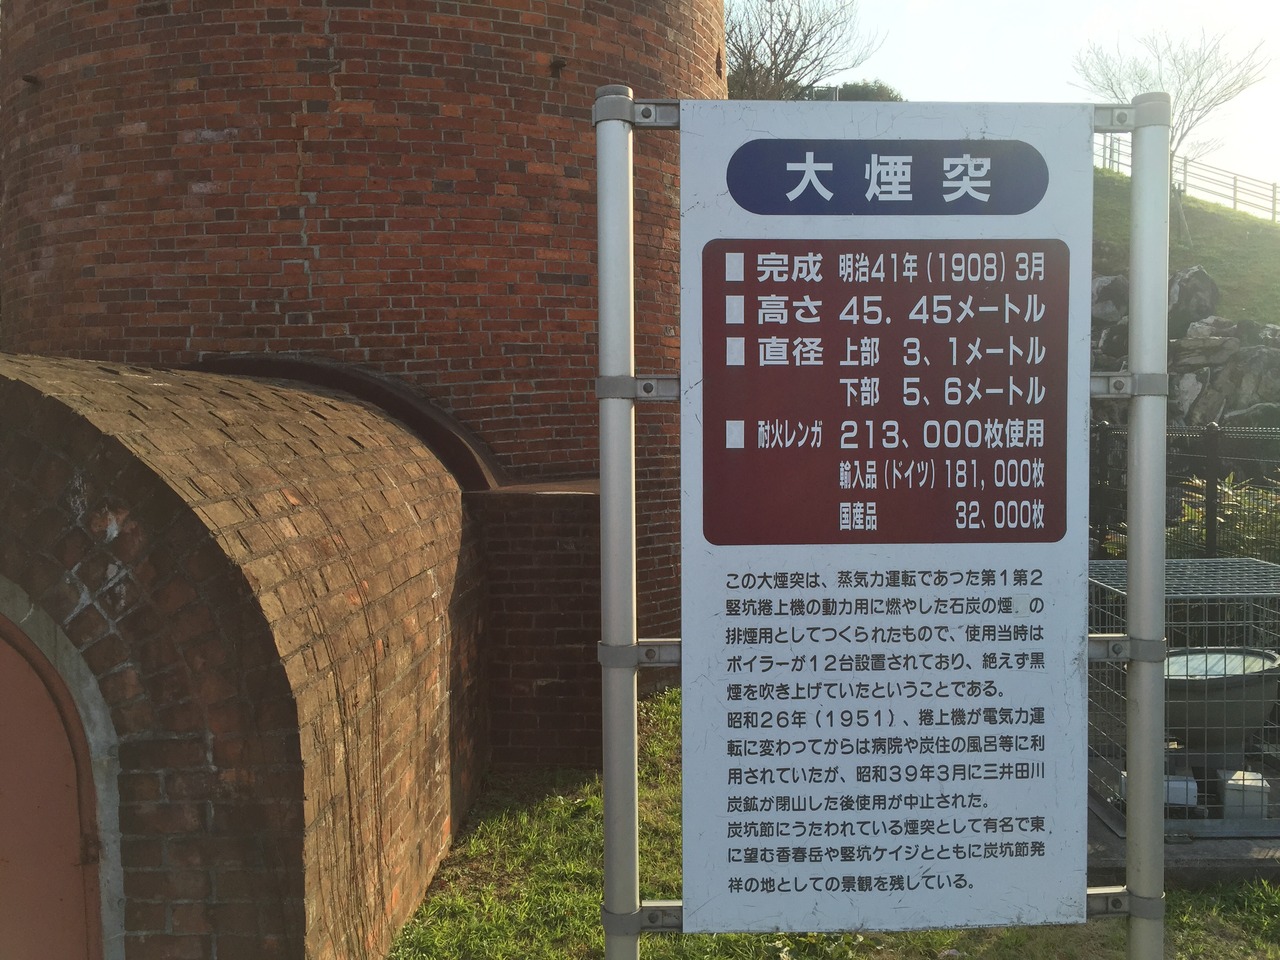 大煙突
■完成 明治41年(1908)3月
■高さ 45.45メートル
■直径 上部 3、1メートル
下部 5、6メートル
■耐火レンガ 213、000枚使用
輸入品(ドイツ)181,000枚
国産品 32、000枚
この大煙突は、蒸気力運転であつた第1第2
竪坑捲上機の動力用に燃やした石炭の煙の
排煙用としてつくられたもので、使用当時は
ボイラーが12台設置されており、絶えず黒
煙を吹き上げていたということである。
昭和26年(1951)、捲上機が電気力運
転に変わつてからは病院や炭住の風呂等に利
用されていたが、昭和39年3月に三井田川
炭鉱が閉山した後使用が中止された。
炭坑節にうたわれている煙突として有名で東
に望む香春岳や竪坑ケイジとともに炭坑節発
祥の地としての景観を残している。